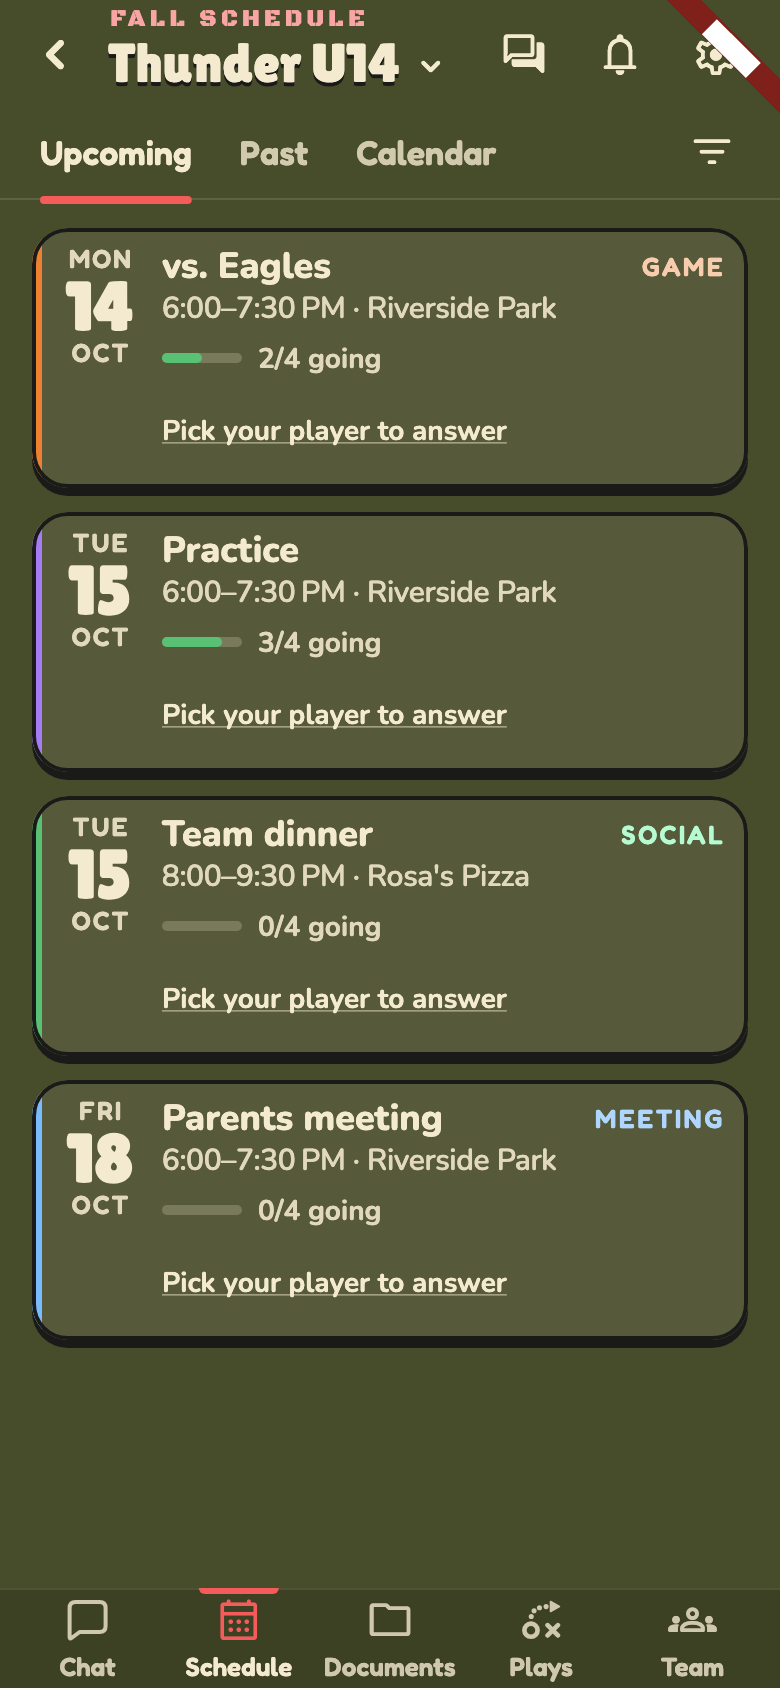 FALL SCHEDULE
Thunder U14
Upcoming Past Calendar
MON
14
OCT
vs. Eagles
GAME
6:00–7:30 PM · Riverside Park
2/4 going
Pick your player to answer
TUE
15
OCT
Practice
6:00–7:30 PM · Riverside Park
3/4 going
Pick your player to answer
TUE
15
OCT
Team dinner
SOCIAL
8:00–9:30 PM · Rosa's Pizza
0/4 going
Pick your player to answer
FRI
18
OCT
Parents meeting
MEETING
6:00–7:30 PM · Riverside Park
0/4 going
Pick your player to answer
Chat Schedule Documents Plays Team